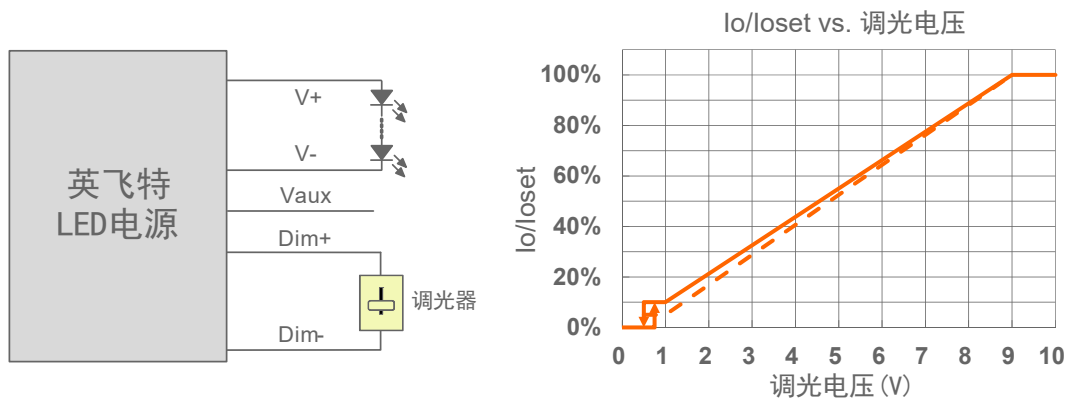 英飞特
LED电源
V+
V-
Vaux
Dim+
Dim-
调光器
Io/Ioset vs. 调光电压
Io/Ioset
100%
80%
60%
40%
20%
0%
0 1 2 3 4 5 6 7 8 9 10
调光电压(V)